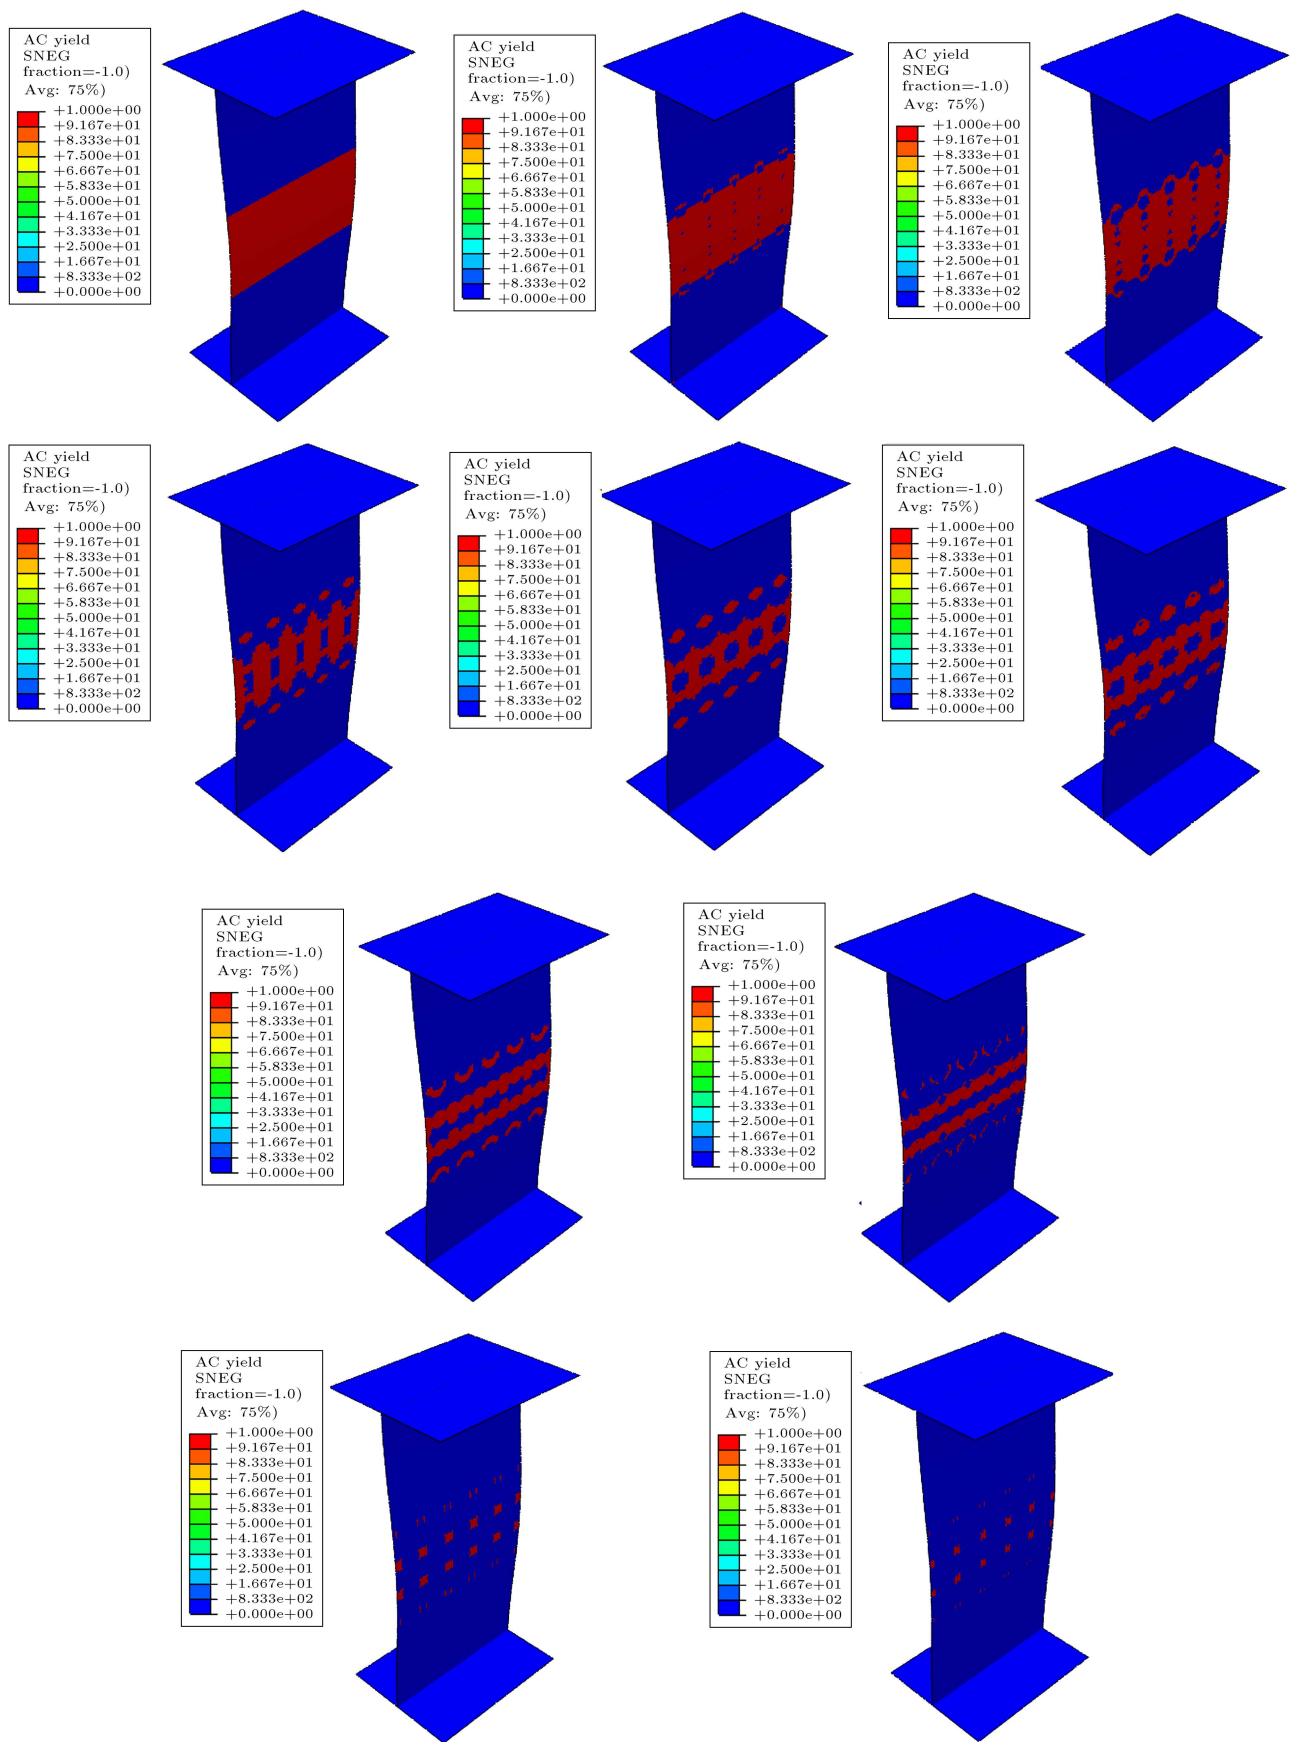 AC yield
SNEG
fraction=-1.0)
Avg: 75%)
+1.000e+00
+9.167e+01
+8.333e+01
+7.500e+01
+6.667e+01
+5.833e+01
+5.000e+01
+4.167e+01
+3.333e+01
+2.500e+01
+1.667e+01
+8.333e+02
+0.000e+00
AC yield
SNEG
fraction=-1.0)
Avg: 75%)
+1.000e+00
+9.167e+01
+8.333e+01
+7.500e+01
+6.667e+01
+5.833e+01
+5.000e+01
+4.167e+01
+3.333e+01
+2.500e+01
+1.667e+01
+8.333e+02
+0.000e+00
AC yield
SNEG
fraction=-1.0)
Avg: 75%)
+1.000e+00
+9.167e+01
+8.333e+01
+7.500e+01
+6.667e+01
+5.833e+01
+5.000e+01
+4.167e+01
+3.333e+01
+2.500e+01
+1.667e+01
+8.333e+02
+0.000e+00
AC yield
SNEG
fraction=-1.0)
Avg: 75%)
+1.000e+00
+9.167e+01
+8.333e+01
+7.500e+01
+6.667e+01
+5.833e+01
+5.000e+01
+4.167e+01
+3.333e+01
+2.500e+01
+1.667e+01
+8.333e+02
+0.000e+00
AC yield
SNEG
fraction=-1.0)
Avg: 75%)
+1.000e+00
+9.167e+01
+8.333e+01
+7.500e+01
+6.667e+01
+5.833e+01
+5.000e+01
+4.167e+01
+3.333e+01
+2.500e+01
+1.667e+01
+8.333e+02
+0.000e+00
AC yield
SNEG
fraction=-1.0)
Avg: 75%)
+1.000e+00
+9.167e+01
+8.333e+01
+7.500e+01
+6.667e+01
+5.833e+01
+5.000e+01
+4.167e+01
+3.333e+01
+2.500e+01
+1.667e+01
+8.333e+02
+0.000e+00
AC yield
SNEG
fraction=-1.0)
Avg: 75%)
+1.000e+00
+9.167e+01
+8.333e+01
+7.500e+01
+6.667e+01
+5.833e+01
+5.000e+01
+4.167e+01
+3.333e+01
+2.500e+01
+1.667e+01
+8.333e+02
+0.000e+00
AC yield
SNEG
fraction=-1.0)
Avg: 75%)
+1.000e+00
+9.167e+01
+8.333e+01
+7.500e+01
+6.667e+01
+5.833e+01
+5.000e+01
+4.167e+01
+3.333e+01
+2.500e+01
+1.667e+01
+8.333e+02
+0.000e+00
AC yield
SNEG
fraction=-1.0)
Avg: 75%)
+1.000e+00
+9.167e+01
+8.333e+01
+7.500e+01
+6.667e+01
+5.833e+01
+5.000e+01
+4.167e+01
+3.333e+01
+2.500e+01
+1.667e+01
+8.333e+02
+0.000e+00
AC yield
SNEG
fraction=-1.0)
Avg: 75%)
+1.000e+00
+9.167e+01
+8.333e+01
+7.500e+01
+6.667e+01
+5.833e+01
+5.000e+01
+4.167e+01
+3.333e+01
+2.500e+01
+1.667e+01
+8.333e+02
+0.000e+00